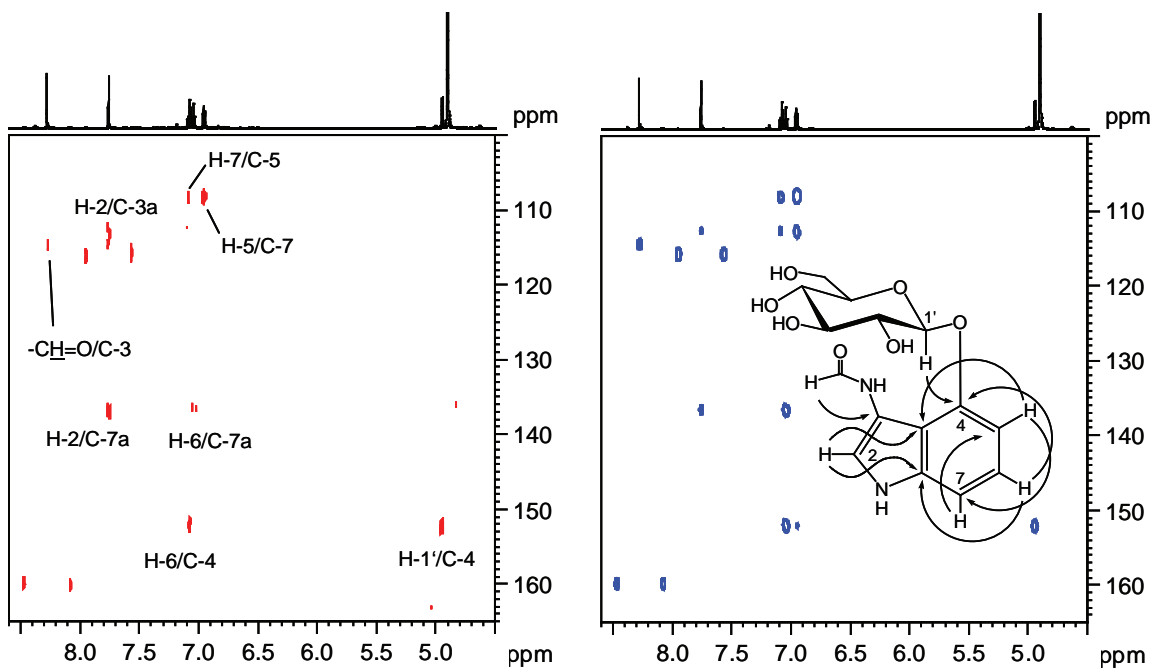 ppm
H-7/C-5
H-2/C-3a
H-5/C-7
-CH=O/C-3
H-2/C-7a
H-6/C-7a
H-6/C-4
H-1'/C-4
110
120
130
140
150
160
8.0 7.5 7.0 6.5 6.0 5.5 5.0 ppm
ppm
HO
O
HO
HO
1'
O
OH
H
O
H
NH
H
4
H
2
7
H
NH
H
110
120
130
140
150
160
8.0 7.5 7.0 6.5 6.0 5.5 5.0 ppm